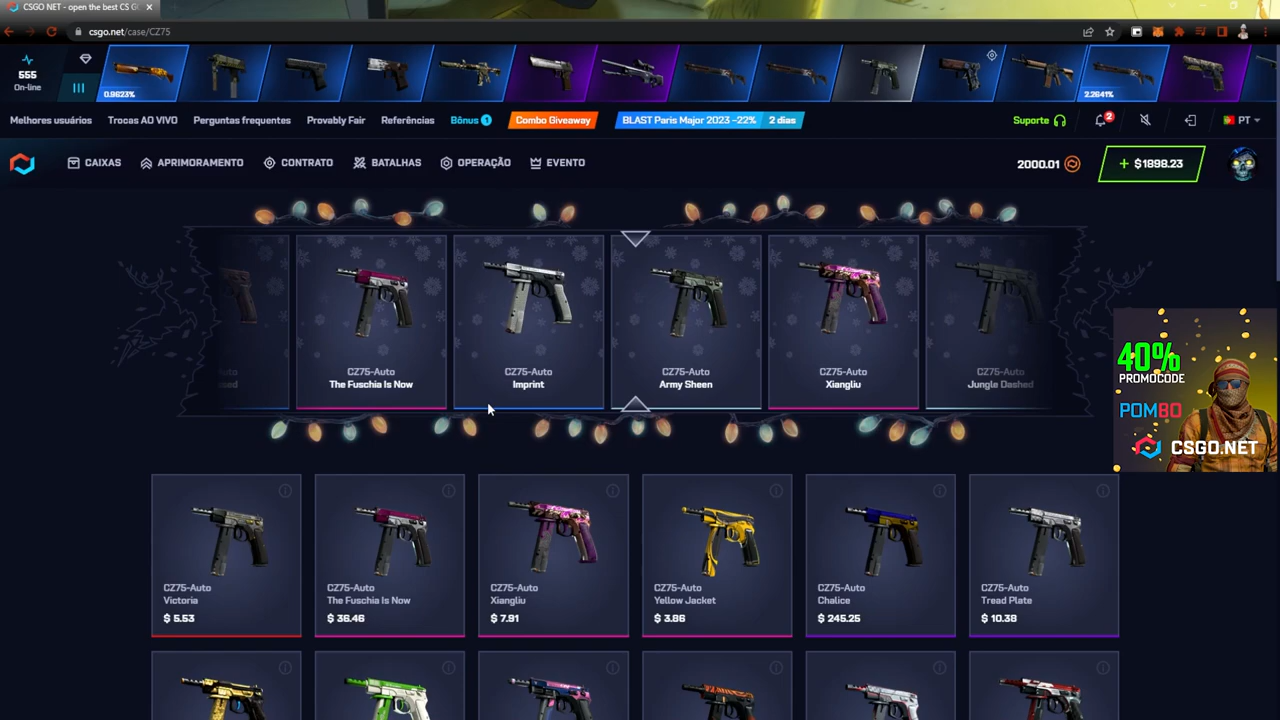 CSGO NET - open the best CS G
csgo.net/case/CZ75
555
On-line
0.9623%
2.2641%
Melhores usuários
Trocas AO VIVO
Perguntas frequentes
Provably Fair
Referências
Bônus 1
Combo Giveaway
BLAST Paris Major 2023 –22%
2 dias
Suporte
2
PT
CAIXAS
APRIMORAMENTO
CONTRATO
BATALHAS
OPERAÇÃO
EVENTO
2000.01
+ $1898.23
CZ75-Auto
The Fuschia Is Now
CZ75-Auto
Imprint
CZ75-Auto
Army Sheen
CZ75-Auto
Xiangliu
CZ75-Auto
Jungle Dashed
40%
PROMOCODE
POMBO
CSGO.NET
CZ75-Auto
Victoria
$ 5.53
CZ75-Auto
The Fuschia Is Now
$ 36.46
CZ75-Auto
Xiangliu
$ 7.91
CZ75-Auto
Yellow Jacket
$ 3.86
CZ75-Auto
Chalice
$ 245.25
CZ75-Auto
Tread Plate
$ 10.38